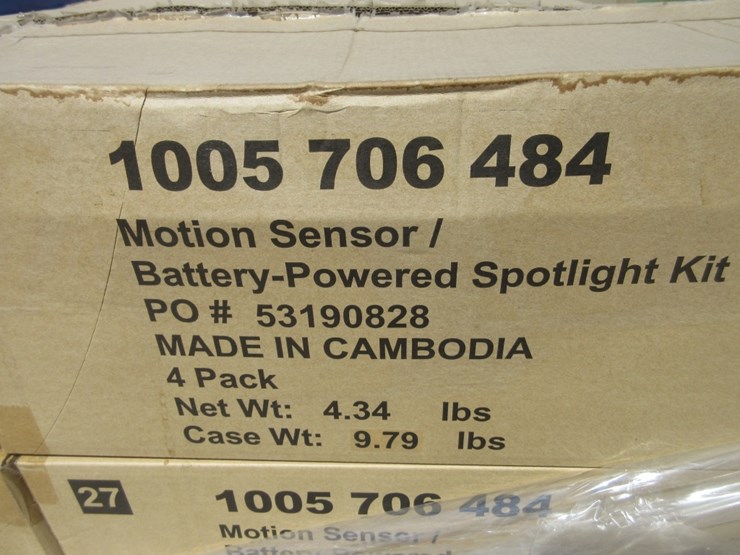 1005 706 484
Motion Sensor /
Battery-Powered Spotlight Kit
PO # 53190828
MADE IN CAMBODIA
4 Pack
Net Wt: 4.34 lbs
Case Wt: 9.79 lbs
27
1005 706 484
Motion Sensor /